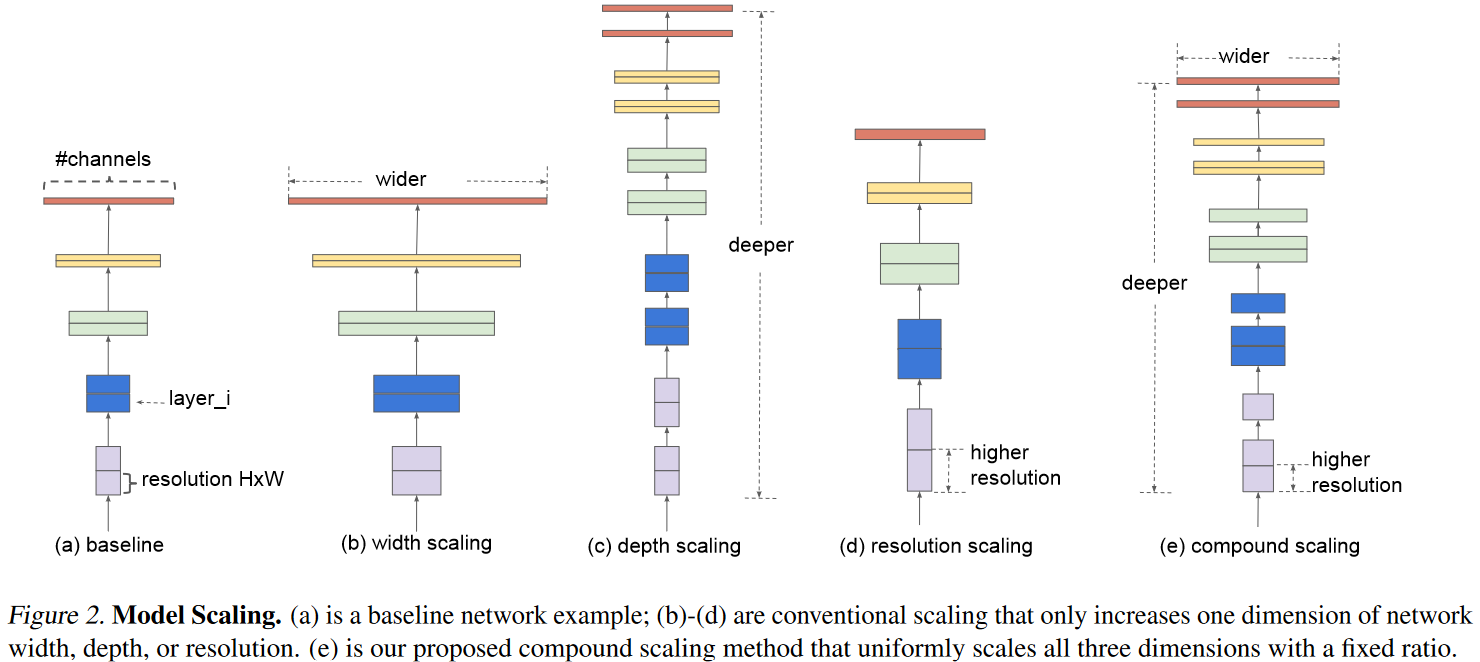 #channels
layer_i
resolution HxW
(a) baseline
wider
(b) width scaling
deeper
(c) depth scaling
higher
resolution
(d) resolution scaling
wider
deeper
higher
resolution
(e) compound scaling
Figure 2. Model Scaling. (a) is a baseline network example; (b)-(d) are conventional scaling that only increases one dimension of network
width, depth, or resolution. (e) is our proposed compound scaling method that uniformly scales all three dimensions with a fixed ratio.